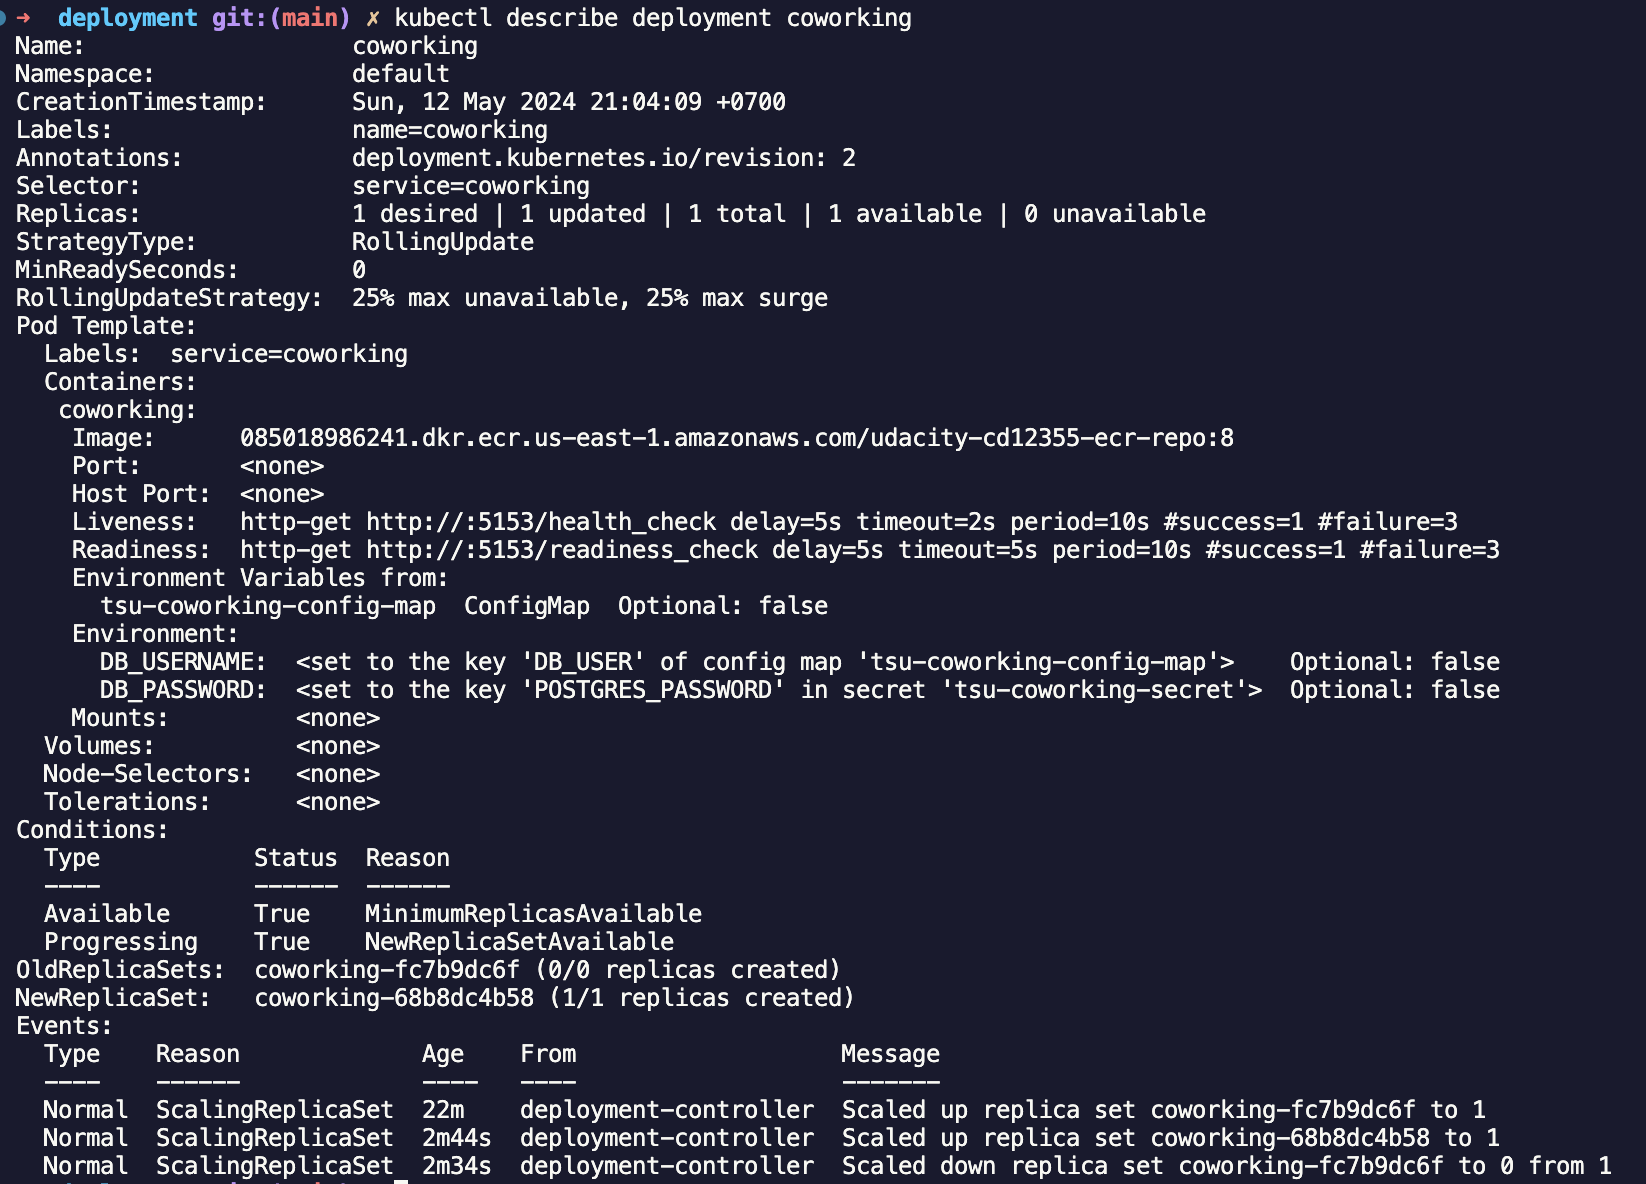 ➜  deployment git:(main) ✗ kubectl describe deployment coworking
Name:                   coworking
Namespace:              default
CreationTimestamp:      Sun, 12 May 2024 21:04:09 +0700
Labels:                 name=coworking
Annotations:            deployment.kubernetes.io/revision: 2
Selector:               service=coworking
Replicas:               1 desired | 1 updated | 1 total | 1 available | 0 unavailable
StrategyType:           RollingUpdate
MinReadySeconds:        0
RollingUpdateStrategy:  25% max unavailable, 25% max surge
Pod Template:
  Labels:  service=coworking
  Containers:
   coworking:
    Image:      085018986241.dkr.ecr.us-east-1.amazonaws.com/udacity-cd12355-ecr-repo:8
    Port:       <none>
    Host Port:  <none>
    Liveness:   http-get http://:5153/health_check delay=5s timeout=2s period=10s #success=1 #failure=3
    Readiness:  http-get http://:5153/readiness_check delay=5s timeout=5s period=10s #success=1 #failure=3
    Environment Variables from:
      tsu-coworking-config-map  ConfigMap  Optional: false
    Environment:
      DB_USERNAME:  <set to the key 'DB_USER' of config map 'tsu-coworking-config-map'>    Optional: false
      DB_PASSWORD:  <set to the key 'POSTGRES_PASSWORD' in secret 'tsu-coworking-secret'>  Optional: false
    Mounts:         <none>
  Volumes:          <none>
  Node-Selectors:   <none>
  Tolerations:      <none>
Conditions:
  Type           Status  Reason
  ----           ------  ------
  Available      True    MinimumReplicasAvailable
  Progressing    True    NewReplicaSetAvailable
OldReplicaSets:  coworking-fc7b9dc6f (0/0 replicas created)
NewReplicaSet:   coworking-68b8dc4b58 (1/1 replicas created)
Events:
  Type    Reason             Age    From                   Message
  ----    ------             ----   ----                   -------
  Normal  ScalingReplicaSet  22m    deployment-controller  Scaled up replica set coworking-fc7b9dc6f to 1
  Normal  ScalingReplicaSet  2m44s  deployment-controller  Scaled up replica set coworking-68b8dc4b58 to 1
  Normal  ScalingReplicaSet  2m34s  deployment-controller  Scaled down replica set coworking-fc7b9dc6f to 0 from 1